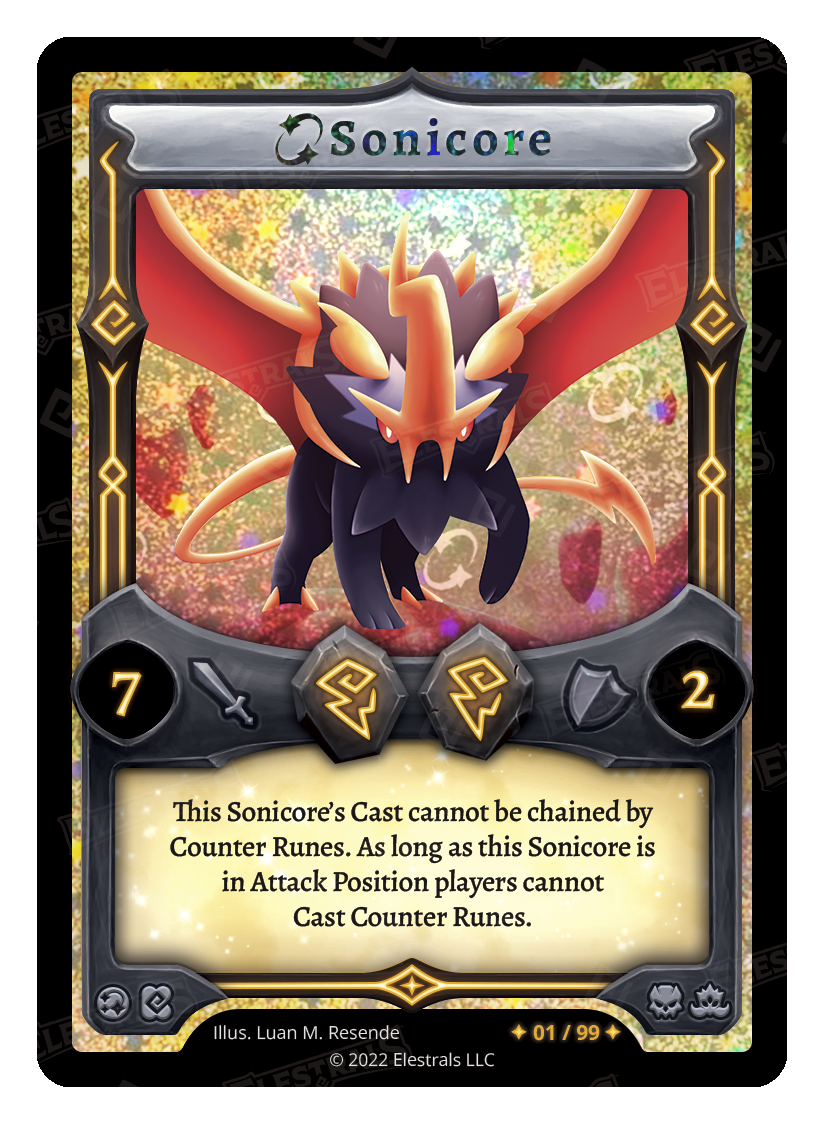 Sonicore
7
2
This Sonicore's Cast cannot be chained by
Counter Runes. As long as this Sonicore is
in Attack Position players cannot
Cast Counter Runes.
Illus. Luan M. Resende
01 / 99
© 2022 Elestrals LLC
ELESTRALS